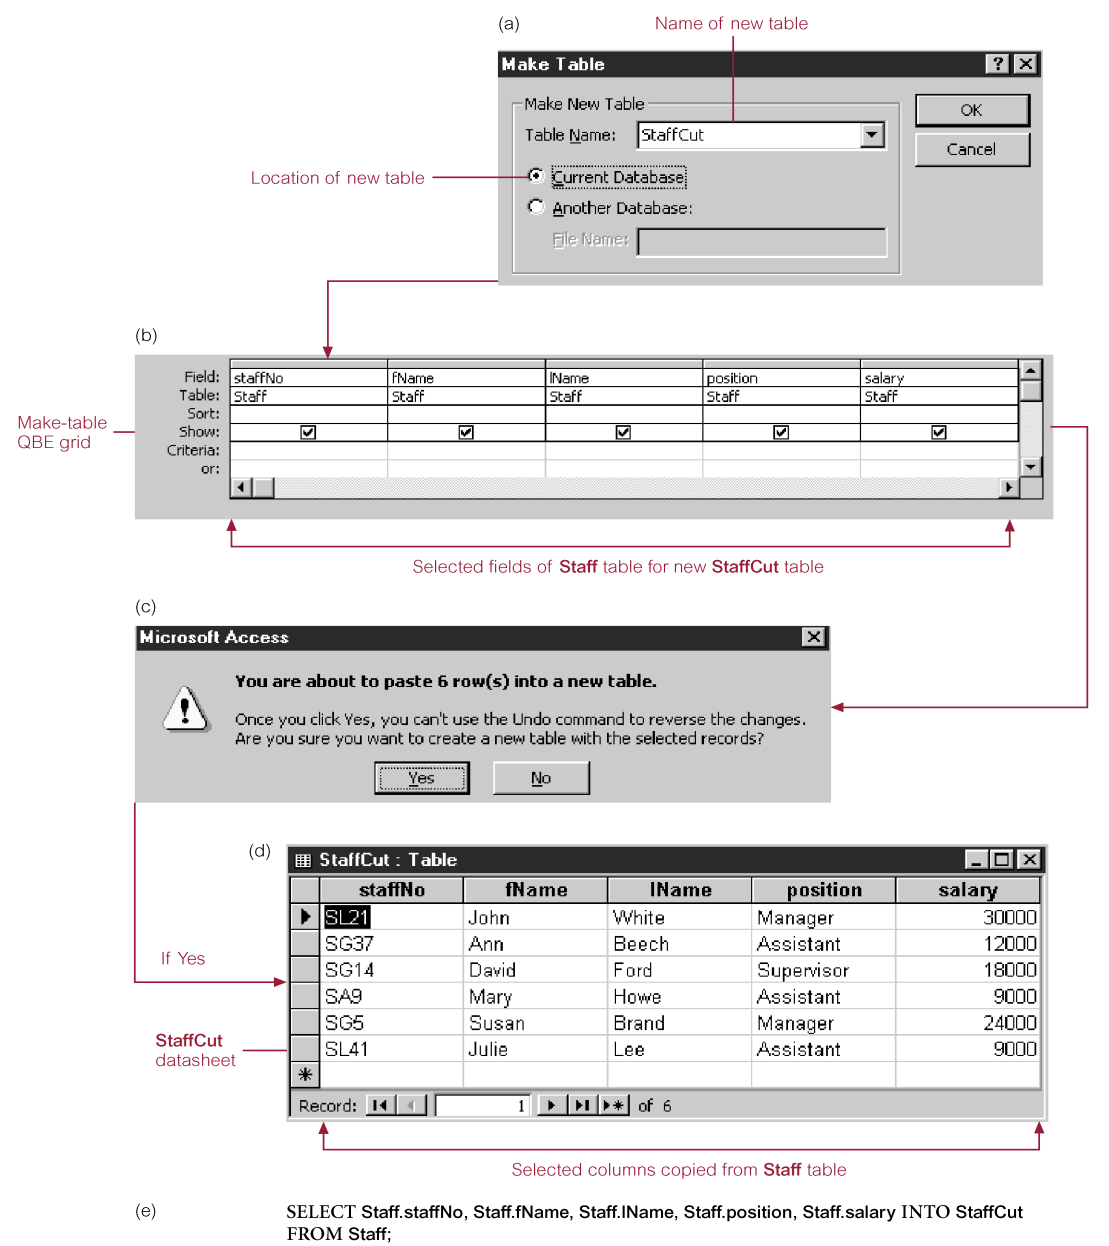 (a)
Name of new table
Make Table
Make New Table
Table Name: StaffCut
OK
Cancel
Location of new table
Current Database
Another Database:
File Name:
(b)
Make-table
QBE grid
Field: staffNo fName lName position salary
Table: Staff Staff Staff Staff Staff
Sort:
Show:
Criteria:
or:
Selected fields of Staff table for new StaffCut table
(c)
Microsoft Access
You are about to paste 6 row(s) into a new table.
Once you click Yes, you can't use the Undo command to reverse the changes.
Are you sure you want to create a new table with the selected records?
Yes No
(d)
StaffCut : Table
staffNo fName lName position salary
SL21 John White Manager 30000
SG37 Ann Beech Assistant 12000
SG14 David Ford Supervisor 18000
SA9 Mary Howe Assistant 9000
SG5 Susan Brand Manager 24000
SL41 Julie Lee Assistant 9000
If Yes
StaffCut
datasheet
Record: 1 of 6
Selected columns copied from Staff table
(e)
SELECT Staff.staffNo, Staff.fName, Staff.lName, Staff.position, Staff.salary INTO StaffCut
FROM Staff;